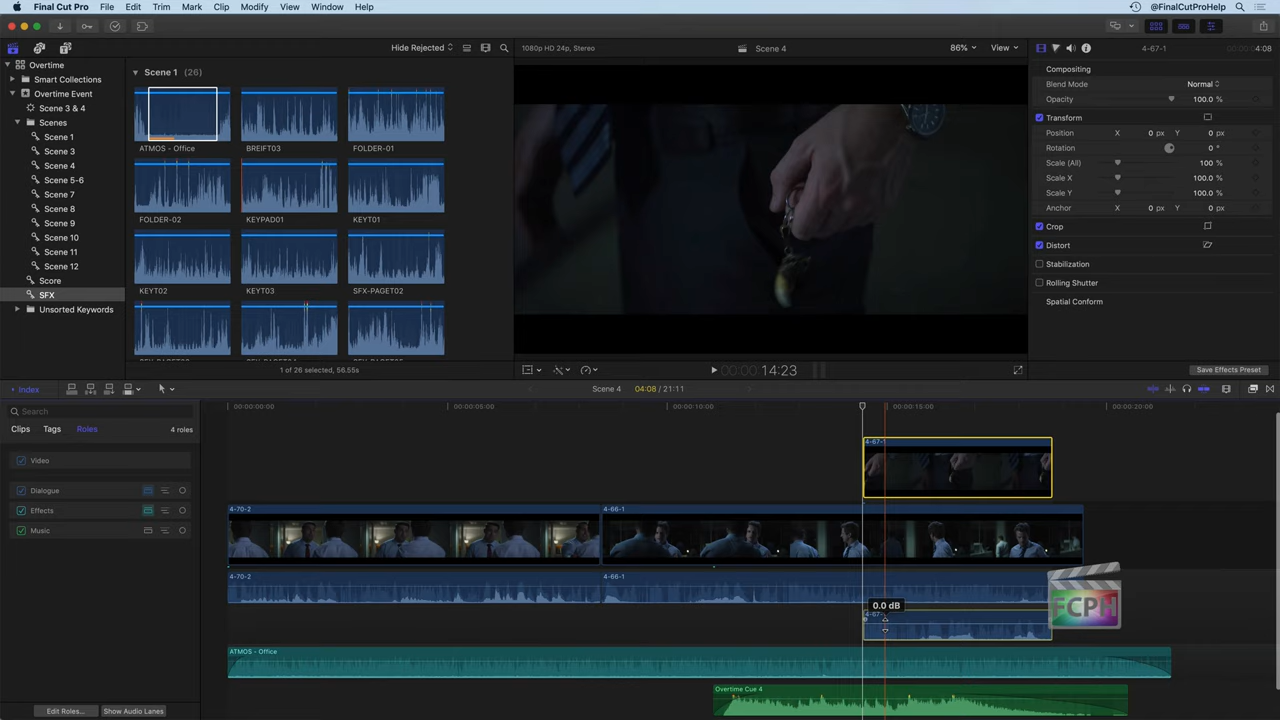 Final Cut Pro File Edit Trim Mark Clip Modify View Window Help @FinalCutProHelp
Hide Rejected 1080p HD 24p, Stereo Scene 4 86% View 4-67-1 4:08
Overtime
Smart Collections
Overtime Event
Scene 3 & 4
Scenes
Scene 1
Scene 3
Scene 4
Scene 5-6
Scene 7
Scene 8
Scene 9
Scene 10
Scene 11
Scene 12
Score
SFX
Unsorted Keywords
Scene 1 (26)
ATMOS - Office BREIFT03 FOLDER-01
FOLDER-02 KEYPAD01 KEYT01
KEYT02 KEYT03 SFX-PAGET02
1 of 26 selected, 56.55s
00:00:00 14:23
Compositing
Blend Mode Normal
Opacity 100.0 %
Transform
Position X 0 px Y 0 px
Rotation 0 °
Scale (All) 100 %
Scale X 100.0 %
Scale Y 100.0 %
Anchor X 0 px Y 0 px
Crop
Distort
Stabilization
Rolling Shutter
Spatial Conform
Save Effects Preset
Index Scene 4 04:08 / 21:11
Search
Clips Tags Roles 4 roles
Video
Dialogue
Effects
Music
Edit Roles... Show Audio Lanes
00:00:00:00 00:00:05:00 00:00:10:00 00:00:15:00 00:00:20:00
4-67-1
4-70-2 4-66-1
4-70-2 4-66-1
0.0 dB
4-67-
FCPH
ATMOS - Office
Overtime Cue 4